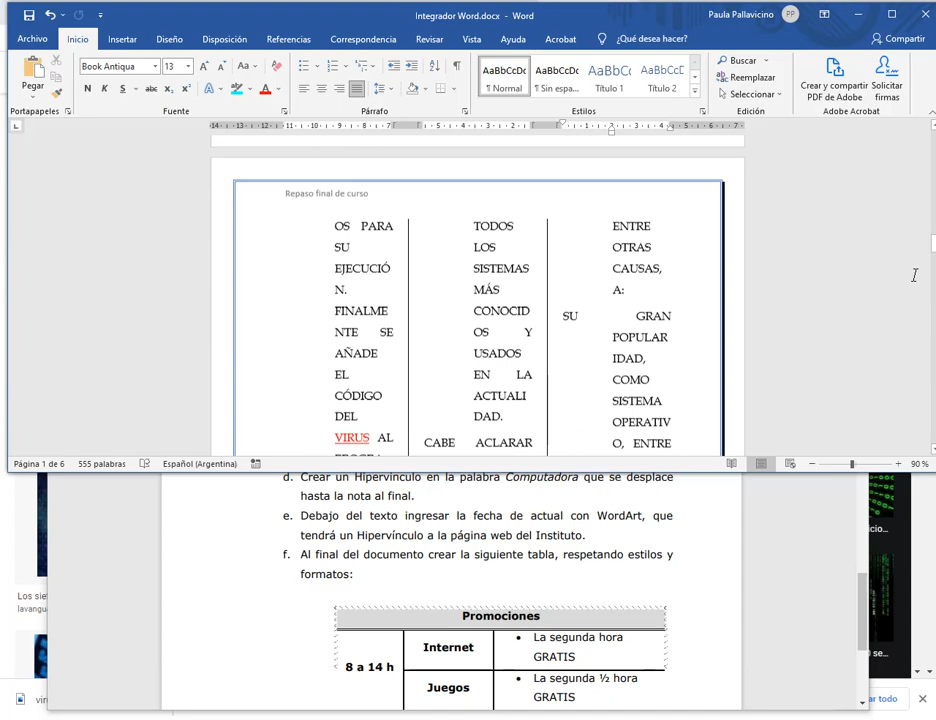 Integrador Word.docx - Word
Paula Pallavicino
PP
Archivo Inicio Insertar Diseño Disposición Referencias Correspondencia Revisar Vista Ayuda Acrobat ¿Qué desea hacer? Compartir
Pegar
Portapapeles
Book Antiqua 13
N K S abc x₂ x²
Fuente
Párrafo
AaBbCcDc AaBbCcDc AaBbCc AaBbCcD
¶ Normal ¶ Sin espa... Título 1 Título 2
Estilos
Buscar
Reemplazar
Seleccionar
Edición
Crear y compartir PDF de Adobe
Solicitar firmas
Adobe Acrobat
Repaso final de curso
OS PARA
SU
EJECUCIÓ
N.
FINALME
NTE SE
AÑADE
EL
CÓDIGO
DEL
VIRUS AL
TODOS
LOS
SISTEMAS
MÁS
CONOCID
OS Y
USADOS
EN LA
ACTUALI
DAD.
CABE ACLARAR
ENTRE
OTRAS
CAUSAS,
A:
SU GRAN
POPULAR
IDAD,
COMO
SISTEMA
OPERATIV
O, ENTRE
Página 1 de 6 555 palabras Español (Argentina) 90 %
d. Crear un Hipervínculo en la palabra Computadora que se desplace
hasta la nota al final.
e. Debajo del texto ingresar la fecha de actual con WordArt, que
tendrá un Hipervínculo a la página web del Instituto.
f. Al final del documento crear la siguiente tabla, respetando estilos y
formatos:
Promociones
8 a 14 h
Internet
• La segunda hora
GRATIS
Juegos
• La segunda ½ hora
GRATIS
Los sie
lavangua